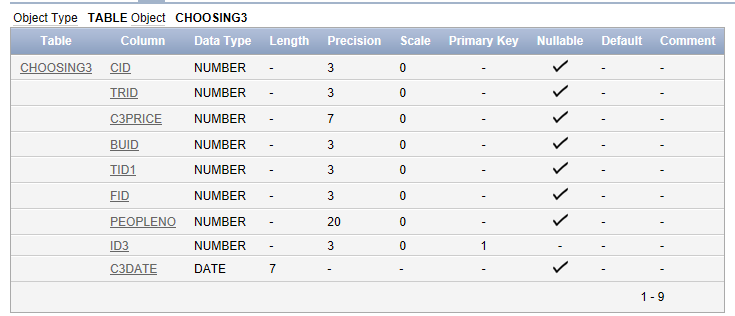 Object Type TABLE Object CHOOSING3
Table Column Data Type Length Precision Scale Primary Key Nullable Default Comment
CHOOSING3 CID NUMBER - 3 0 - ✓ - -
TRID NUMBER - 3 0 - ✓ - -
C3PRICE NUMBER - 7 0 - ✓ - -
BUID NUMBER - 3 0 - ✓ - -
TID1 NUMBER - 3 0 - ✓ - -
FID NUMBER - 3 0 - ✓ - -
PEOPLENO NUMBER - 20 0 - ✓ - -
ID3 NUMBER - 3 0 1 - - -
C3DATE DATE 7 - - - ✓ - -
1 - 9